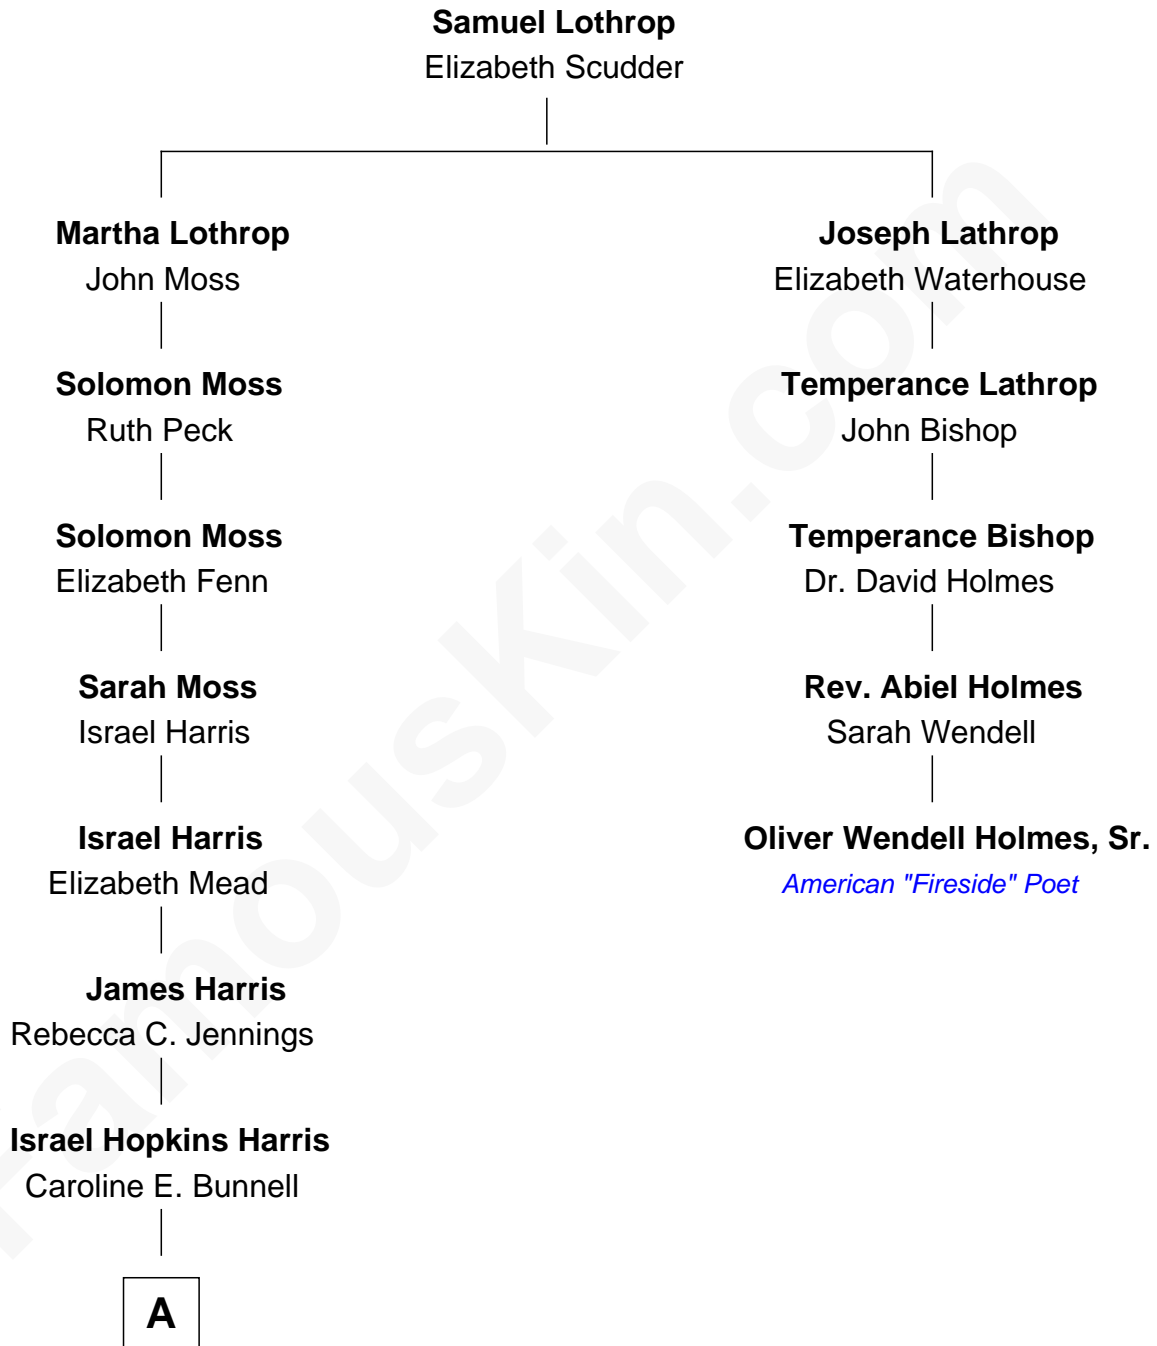 Samuel Lothrop
Elizabeth Scudder
Martha Lothrop
John Moss
Joseph Lathrop
Elizabeth Waterhouse
Solomon Moss
Ruth Peck
Temperance Lathrop
John Bishop
Solomon Moss
Elizabeth Fenn
Temperance Bishop
Dr. David Holmes
Sarah Moss
Israel Harris
Rev. Abiel Holmes
Sarah Wendell
Israel Harris
Elizabeth Mead
Oliver Wendell Holmes, Sr.
American "Fireside" Poet
James Harris
Rebecca C. Jennings
Israel Hopkins Harris
Caroline E. Bunnell
A
FamousKin.com